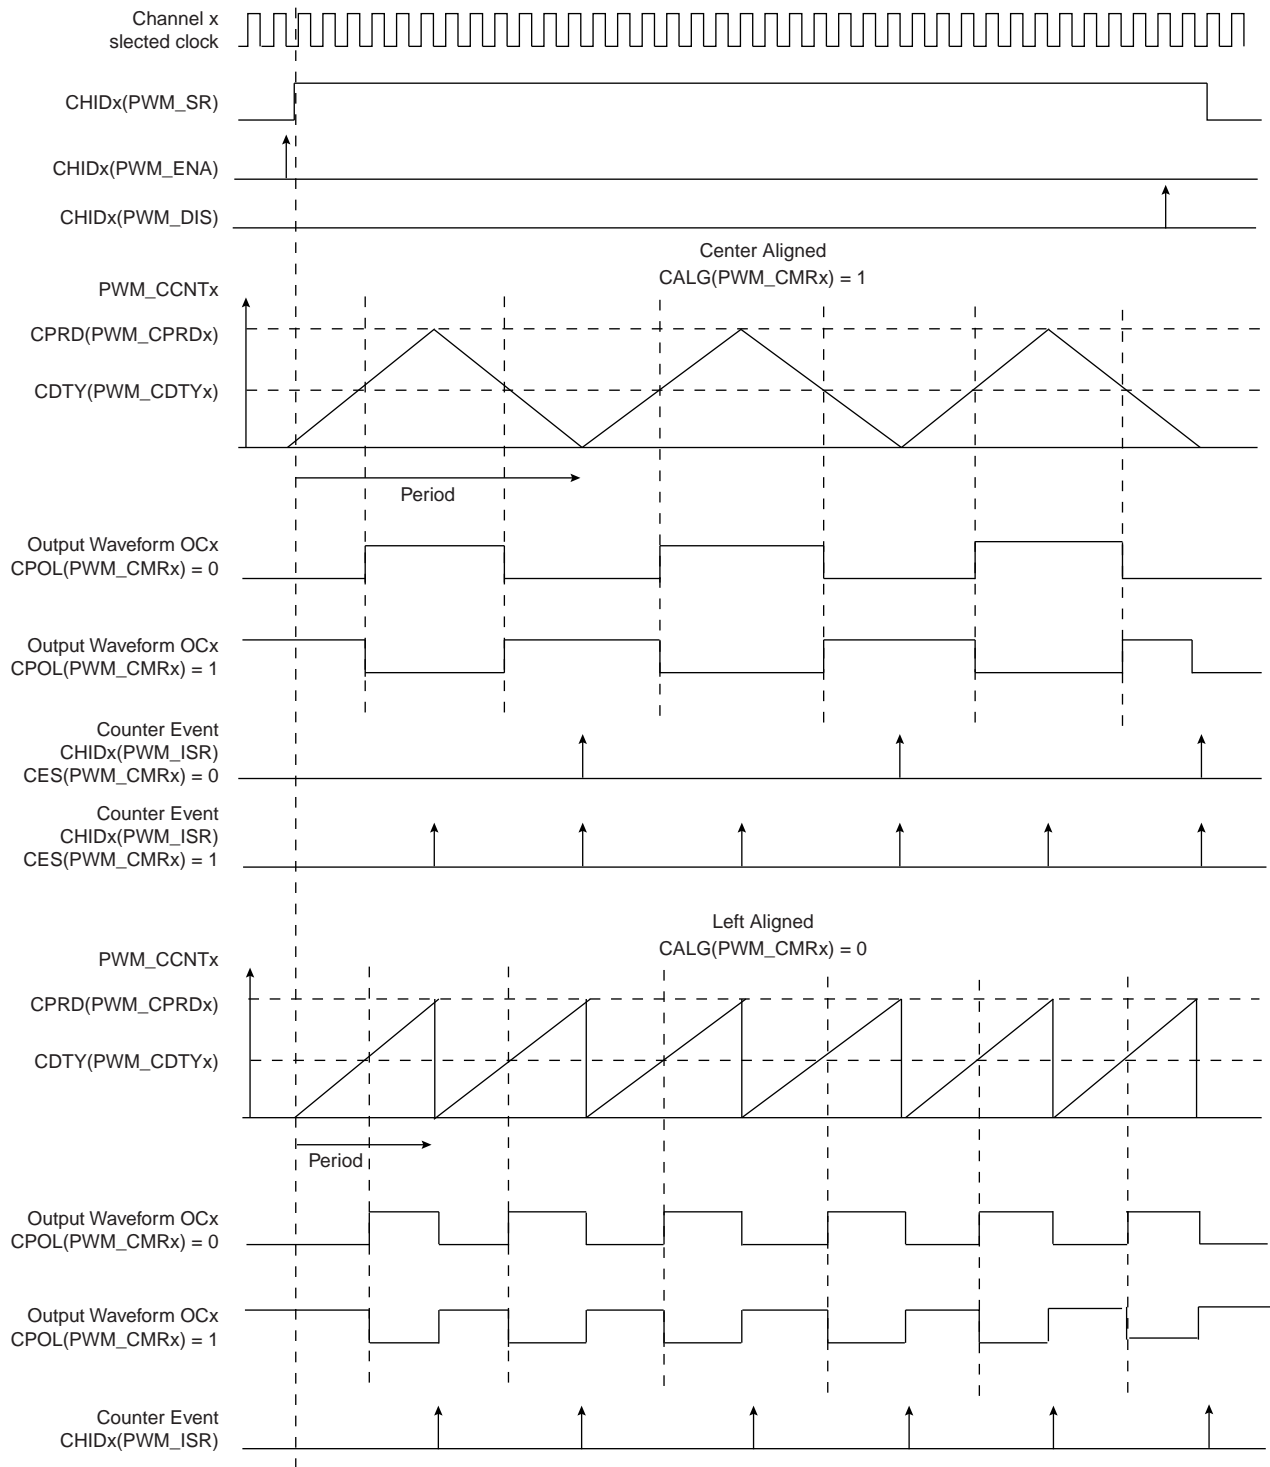 Channel x
slected clock
CHIDx(PWM_SR)
CHIDx(PWM_ENA)
CHIDx(PWM_DIS)
Center Aligned
CALG(PWM_CMRx) = 1
PWM_CCNTx
CPRD(PWM_CPRDx)
CDTY(PWM_CDTYx)
Period
Output Waveform OCx
CPOL(PWM_CMRx) = 0
Output Waveform OCx
CPOL(PWM_CMRx) = 1
Counter Event
CHIDx(PWM_ISR)
CES(PWM_CMRx) = 0
Counter Event
CHIDx(PWM_ISR)
CES(PWM_CMRx) = 1
Left Aligned
CALG(PWM_CMRx) = 0
PWM_CCNTx
CPRD(PWM_CPRDx)
CDTY(PWM_CDTYx)
Period
Output Waveform OCx
CPOL(PWM_CMRx) = 0
Output Waveform OCx
CPOL(PWM_CMRx) = 1
Counter Event
CHIDx(PWM_ISR)